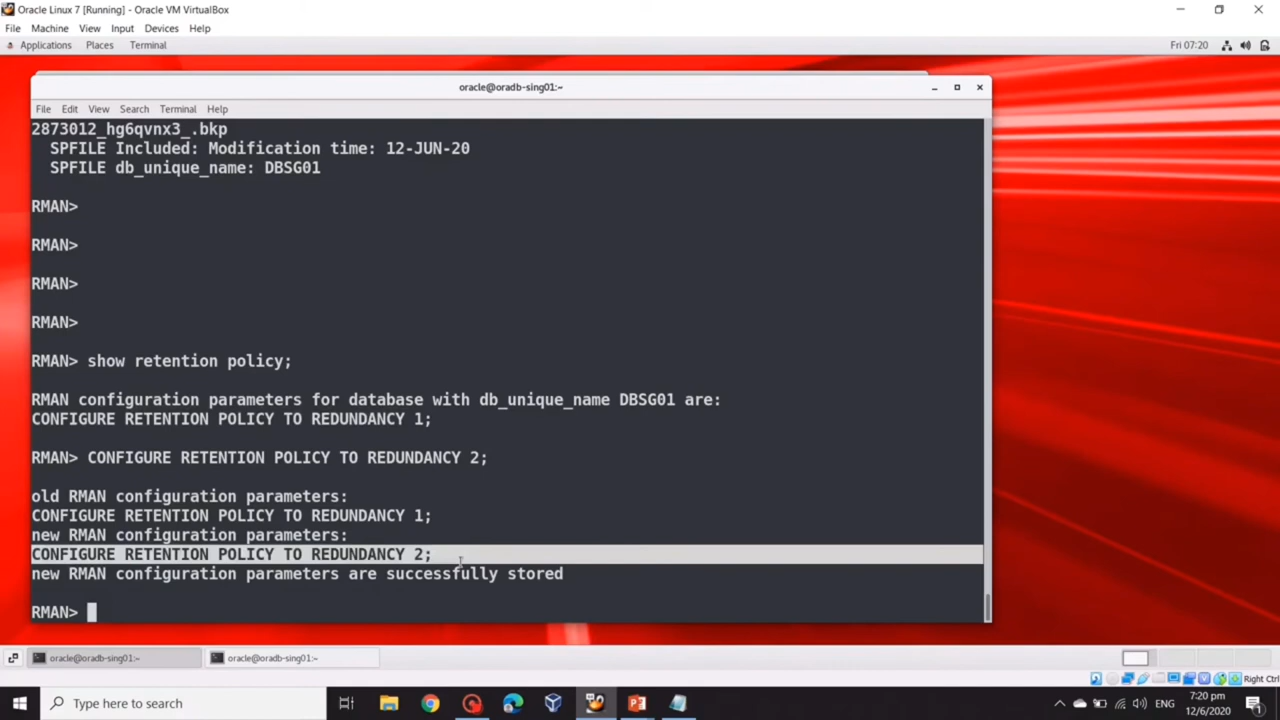 Oracle Linux 7 [Running] - Oracle VM VirtualBox
File Machine View Input Devices Help
Applications Places Terminal Fri 07:20
oracle@oradb-sing01:~
File Edit View Search Terminal Help
2873012_hg6qvnx3_.bkp
SPFILE Included: Modification time: 12-JUN-20
SPFILE db_unique_name: DBSG01
RMAN>
RMAN>
RMAN>
RMAN>
RMAN> show retention policy;
RMAN configuration parameters for database with db_unique_name DBSG01 are:
CONFIGURE RETENTION POLICY TO REDUNDANCY 1;
RMAN> CONFIGURE RETENTION POLICY TO REDUNDANCY 2;
old RMAN configuration parameters:
CONFIGURE RETENTION POLICY TO REDUNDANCY 1;
new RMAN configuration parameters:
CONFIGURE RETENTION POLICY TO REDUNDANCY 2;
new RMAN configuration parameters are successfully stored
RMAN>
oracle@oradb-sing01:~ oracle@oradb-sing01:~
Right Ctrl
Type here to search
ENG
7:20 pm
12/6/2020
1